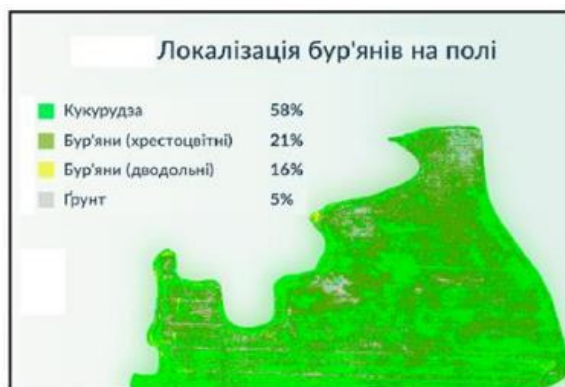 Локалізація бур'янів на полі
Кукурудза 58%
Бур'яни (хрестоцвітні) 21%
Бур'яни (дводольні) 16%
Ґрунт 5%